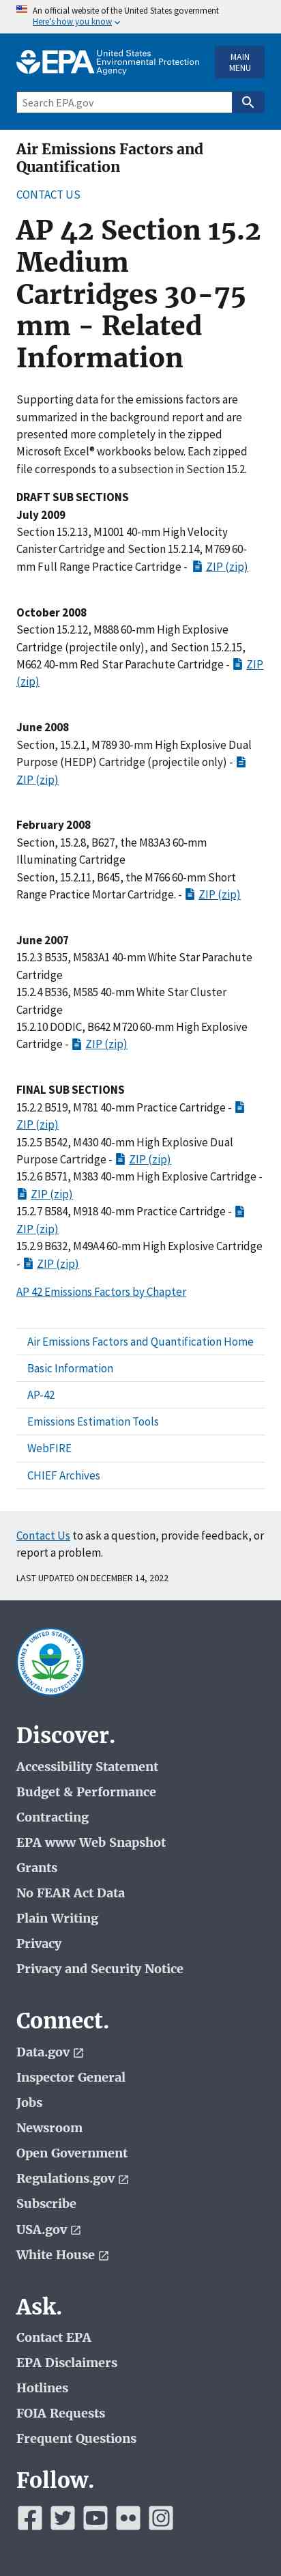 An official website of the United States government
Here's how you know
EPA United States
Environmental Protection
Agency
MAIN
MENU
Search EPA.gov
Air Emissions Factors and
Quantification
CONTACT US
AP 42 Section 15.2
Medium
Cartridges 30-75
mm - Related
Information
Supporting data for the emissions factors are
summarized in the background report and are
presented more completely in the zipped
Microsoft Excel® workbooks below. Each zipped
file corresponds to a subsection in Section 15.2.
DRAFT SUB SECTIONS
July 2009
Section 15.2.13, M1001 40-mm High Velocity
Canister Cartridge and Section 15.2.14, M769 60-
mm Full Range Practice Cartridge - ZIP (zip)
October 2008
Section 15.2.12, M888 60-mm High Explosive
Cartridge (projectile only), and Section 15.2.15,
M662 40-mm Red Star Parachute Cartridge - ZIP
(zip)
June 2008
Section, 15.2.1, M789 30-mm High Explosive Dual
Purpose (HEDP) Cartridge (projectile only) -
ZIP (zip)
February 2008
Section, 15.2.8, B627, the M83A3 60-mm
Illuminating Cartridge
Section, 15.2.11, B645, the M766 60-mm Short
Range Practice Mortar Cartridge. - ZIP (zip)
June 2007
15.2.3 B535, M583A1 40-mm White Star Parachute
Cartridge
15.2.4 B536, M585 40-mm White Star Cluster
Cartridge
15.2.10 DODIC, B642 M720 60-mm High Explosive
Cartridge - ZIP (zip)
FINAL SUB SECTIONS
15.2.2 B519, M781 40-mm Practice Cartridge -
ZIP (zip)
15.2.5 B542, M430 40-mm High Explosive Dual
Purpose Cartridge - ZIP (zip)
15.2.6 B571, M383 40-mm High Explosive Cartridge -
ZIP (zip)
15.2.7 B584, M918 40-mm Practice Cartridge -
ZIP (zip)
15.2.9 B632, M49A4 60-mm High Explosive Cartridge
- ZIP (zip)
AP 42 Emissions Factors by Chapter
Air Emissions Factors and Quantification Home
Basic Information
AP-42
Emissions Estimation Tools
WebFIRE
CHIEF Archives
Contact Us to ask a question, provide feedback, or
report a problem.
LAST UPDATED ON DECEMBER 14, 2022
UNITED STATES
ENVIRONMENTAL PROTECTION AGENCY
Discover.
Accessibility Statement
Budget & Performance
Contracting
EPA www Web Snapshot
Grants
No FEAR Act Data
Plain Writing
Privacy
Privacy and Security Notice
Connect.
Data.gov
Inspector General
Jobs
Newsroom
Open Government
Regulations.gov
Subscribe
USA.gov
White House
Ask.
Contact EPA
EPA Disclaimers
Hotlines
FOIA Requests
Frequent Questions
Follow.